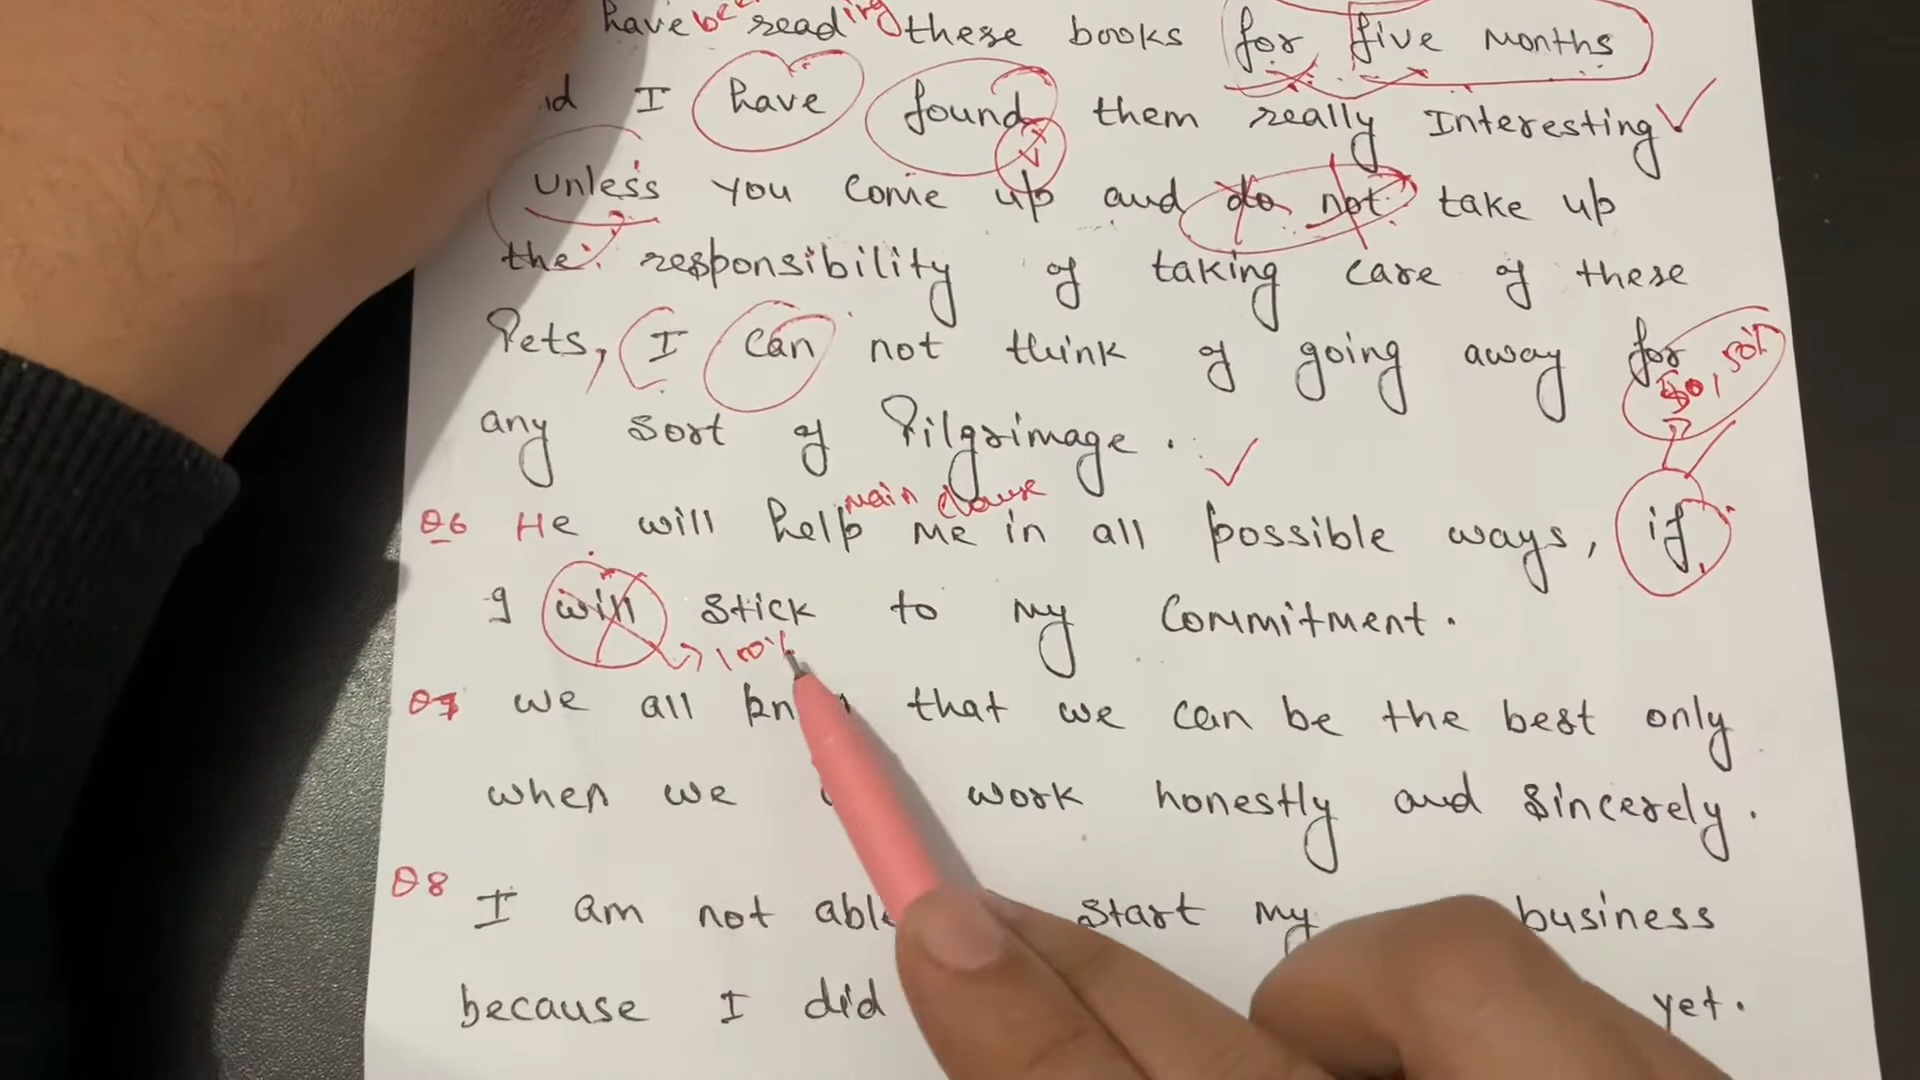 have been reading these books for five months
I have found them really Interesting
unless you come up and do not take up
the responsibility of taking care of these
Pets, I can not think of going away for
any sort of Pilgrimage.
main clause
Q6 He will help me in all possible ways, if
I will stick to my Commitment.
100%
Q7 we all that we can be the best only
when we work honestly and sincerely.
Q8 I am not start my business
because I did yet.